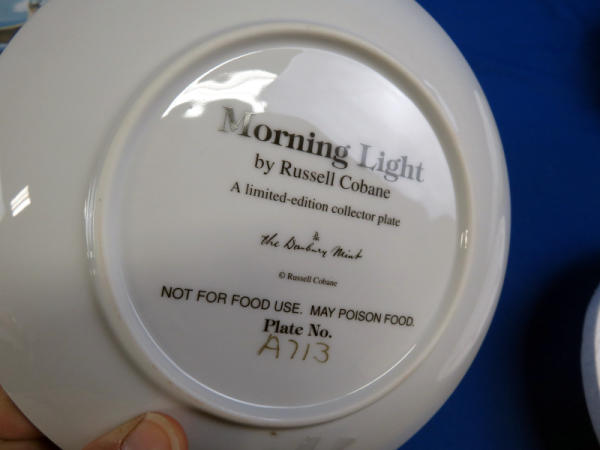 Morning Light
by Russell Cobane
A limited-edition collector plate
the Danbury Mint
© Russell Cobane
NOT FOR FOOD USE. MAY POISON FOOD.
Plate No.
A713